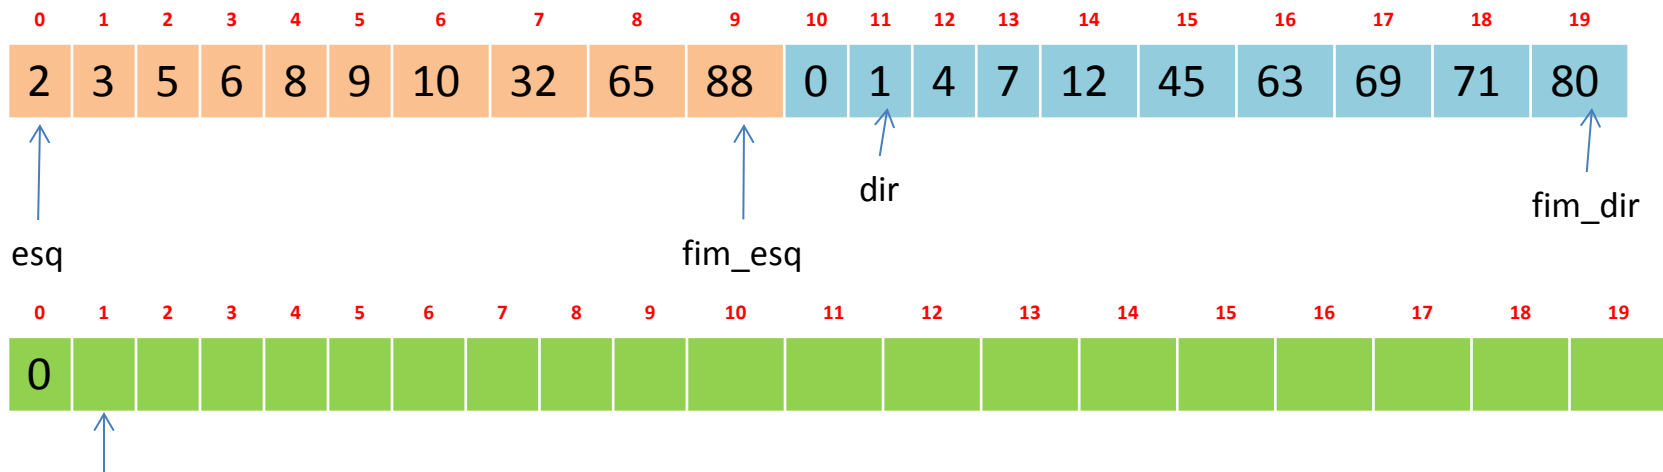 0 1 2 3 4 5 6 7 8 9 10 11 12 13 14 15 16 17 18 19
2 3 5 6 8 9 10 32 65 88 0 1 4 7 12 45 63 69 71 80
dir
fim_dir
esq fim_esq
0 1 2 3 4 5 6 7 8 9 10 11 12 13 14 15 16 17 18 19
0